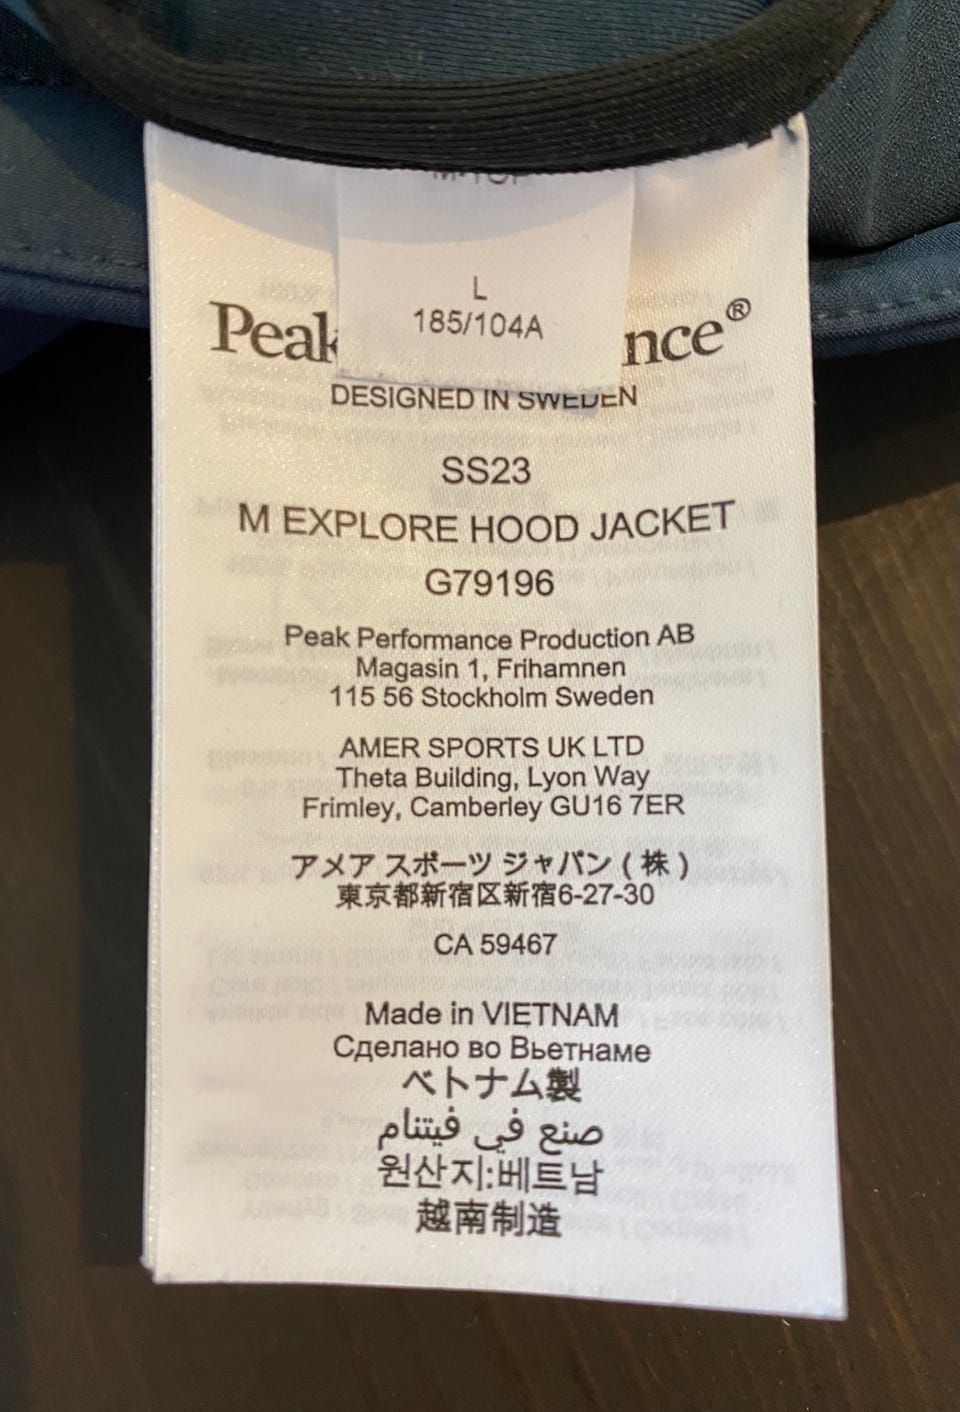 L
185/104A
Peak nce®
DESIGNED IN SWEDEN
SS23
M EXPLORE HOOD JACKET
G79196
Peak Performance Production AB
Magasin 1, Frihamnen
115 56 Stockholm Sweden
AMER SPORTS UK LTD
Theta Building, Lyon Way
Frimley, Camberley GU16 7ER
アメア スポーツ ジャパン ( 株 )
東京都新宿区新宿6-27-30
CA 59467
Made in VIETNAM
Сделано во Вьетнаме
ベトナム製
صنع في فيتنام
원산지:베트남
越南制造